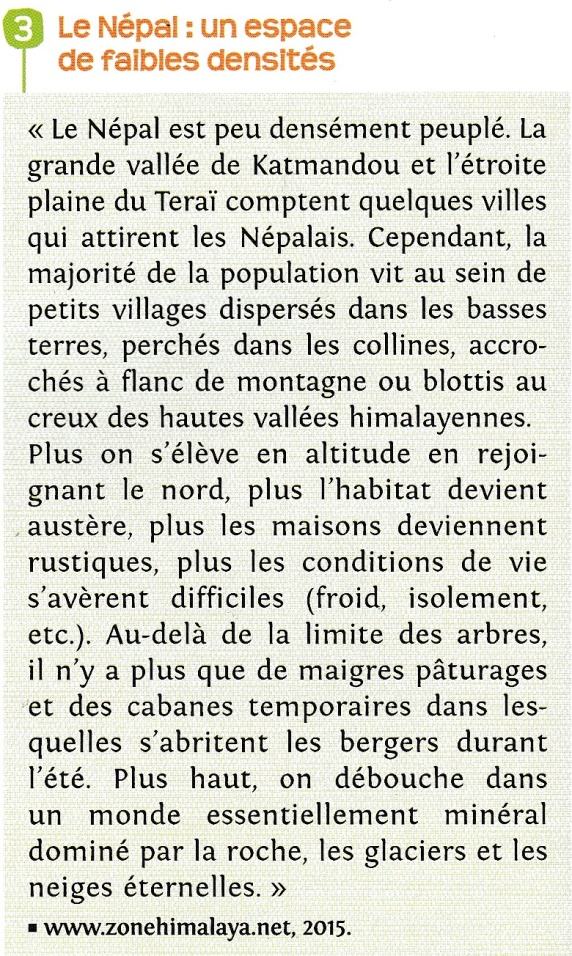 3 Le Népal : un espace
de faibles densités
« Le Népal est peu densément peuplé. La
grande vallée de Katmandou et l'étroite
plaine du Teraï comptent quelques villes
qui attirent les Népalais. Cependant, la
majorité de la population vit au sein de
petits villages dispersés dans les basses
terres, perchés dans les collines, accro-
chés à flanc de montagne ou blottis au
creux des hautes vallées himalayennes.
Plus on s'élève en altitude en rejoi-
gnant le nord, plus l'habitat devient
austère, plus les maisons deviennent
rustiques, plus les conditions de vie
s'avèrent difficiles (froid, isolement,
etc.). Au-delà de la limite des arbres,
il n'y a plus que de maigres pâturages
et des cabanes temporaires dans les-
quelles s'abritent les bergers durant
l'été. Plus haut, on débouche dans
un monde essentiellement minéral
dominé par la roche, les glaciers et les
neiges éternelles. »
▪ www.zonehimalaya.net, 2015.